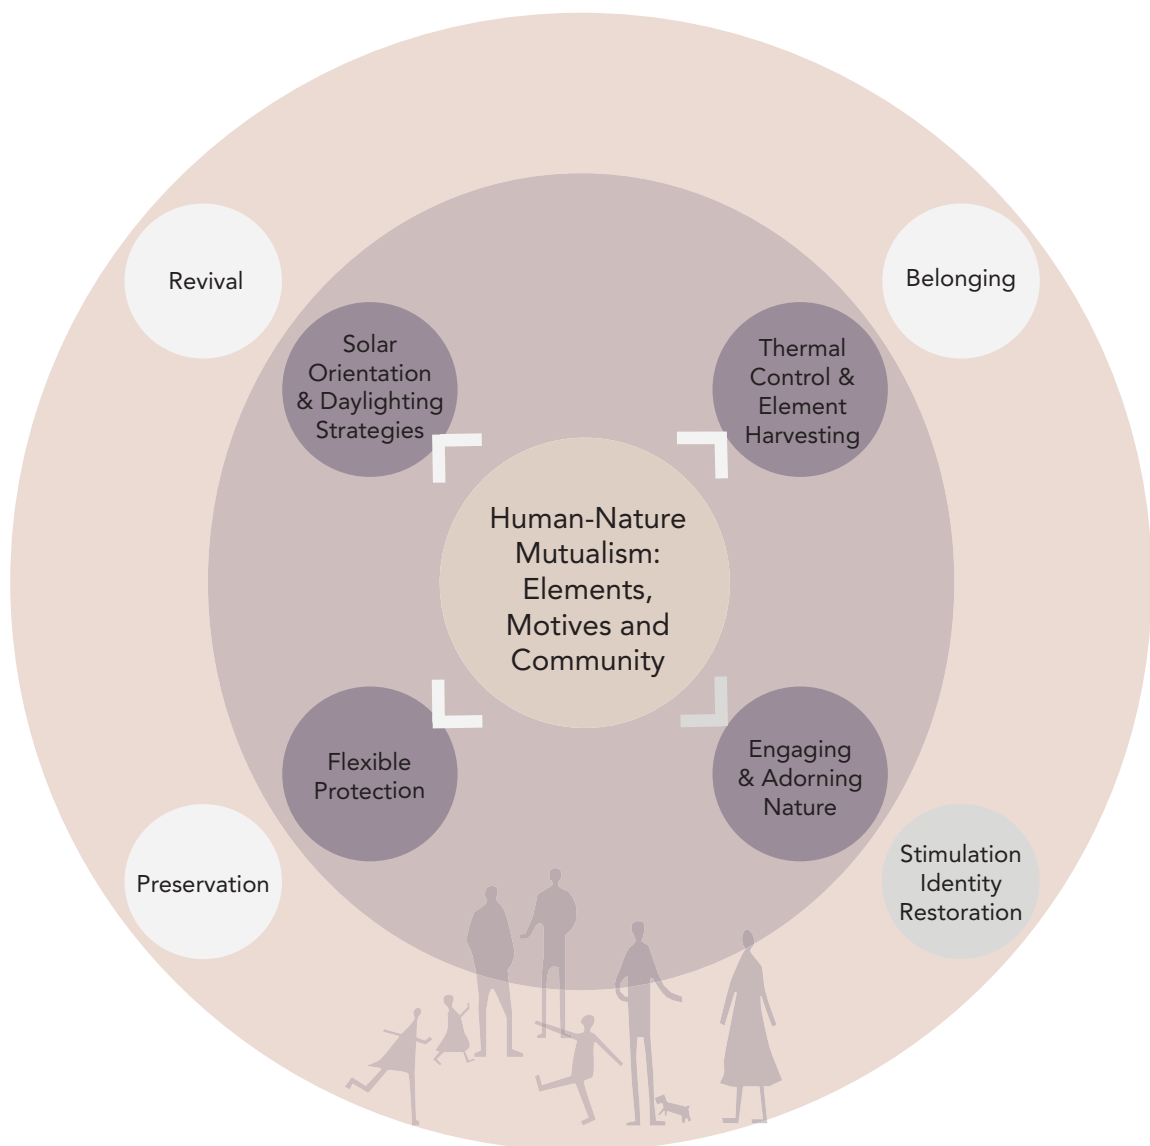 Revival
Belonging
Solar
Orientation
& Daylighting
Strategies
Thermal
Control &
Element
Harvesting
Human-Nature
Mutualism:
Elements,
Motives and
Community
Flexible
Protection
Engaging
& Adorning
Nature
Preservation
Stimulation
Identity
Restoration